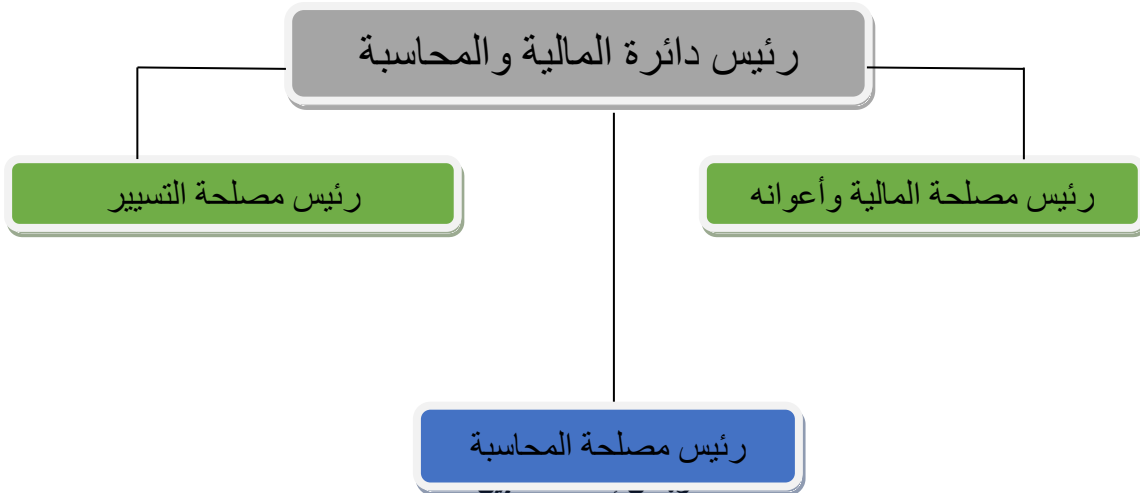 رئيس دائرة المالية والمحاسبة
رئيس مصلحة المالية وأعوانه
رئيس مصلحة التسيير
رئيس مصلحة المحاسبة